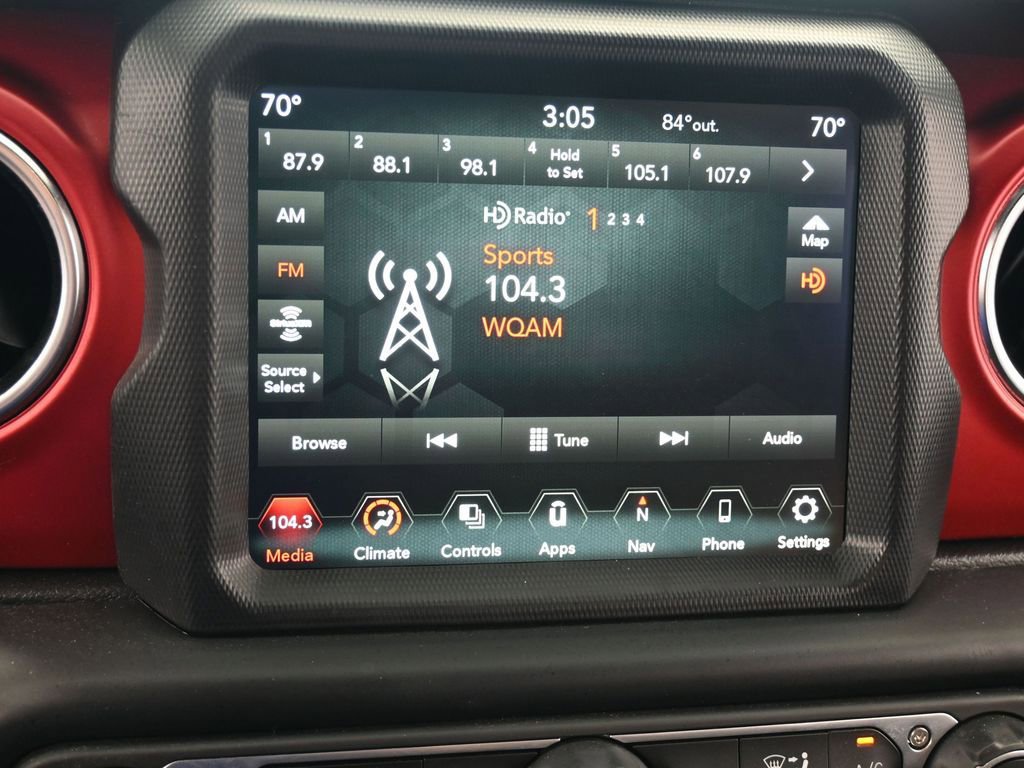 70° 3:05 84°out. 70°
1 87.9 2 88.1 3 98.1 4 Hold to Set 5 105.1 6 107.9
AM
FM
SiriusXM
Source
Select
HD Radio 1 2 3 4
Sports
104.3
WQAM
Map
HD
Browse Tune Audio
104.3 U N
Media Climate Controls Apps Nav Phone Settings
A/C